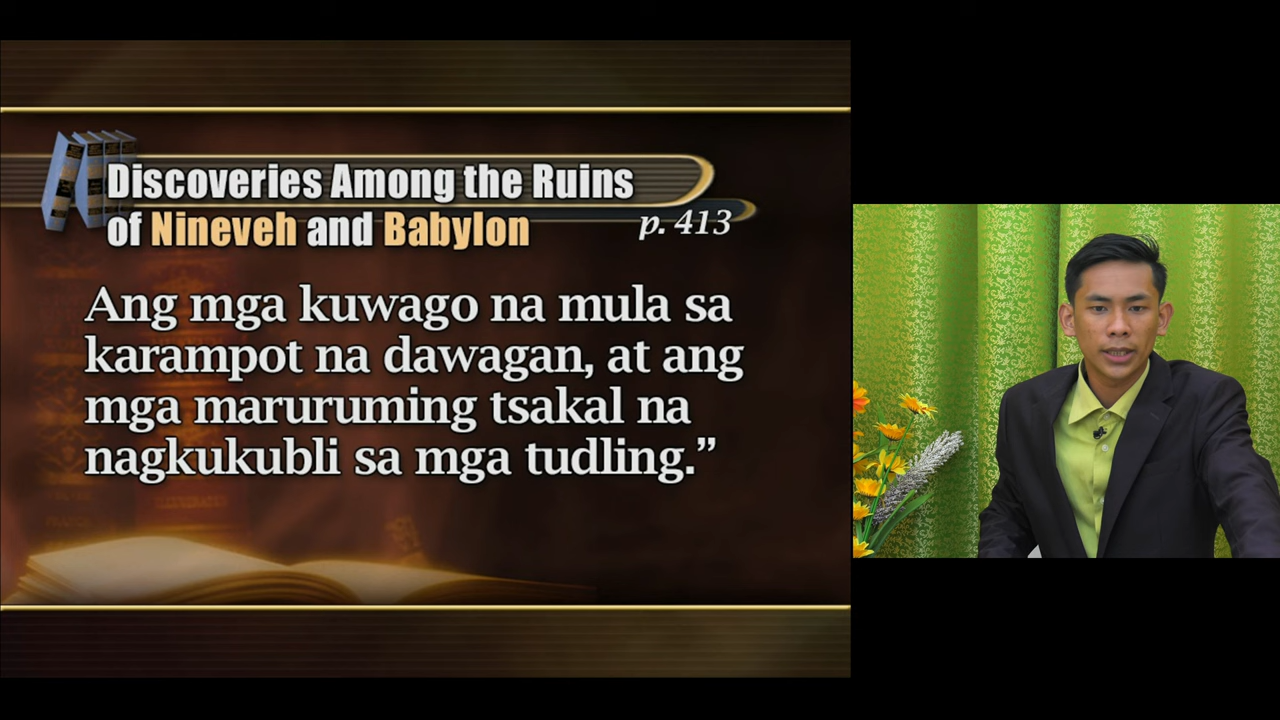 Discoveries Among the Ruins
of Nineveh and Babylon
p. 413
Ang mga kuwago na mula sa
karampot na dawagan, at ang
mga maruruming tsakal na
nagkukubli sa mga tudling.”